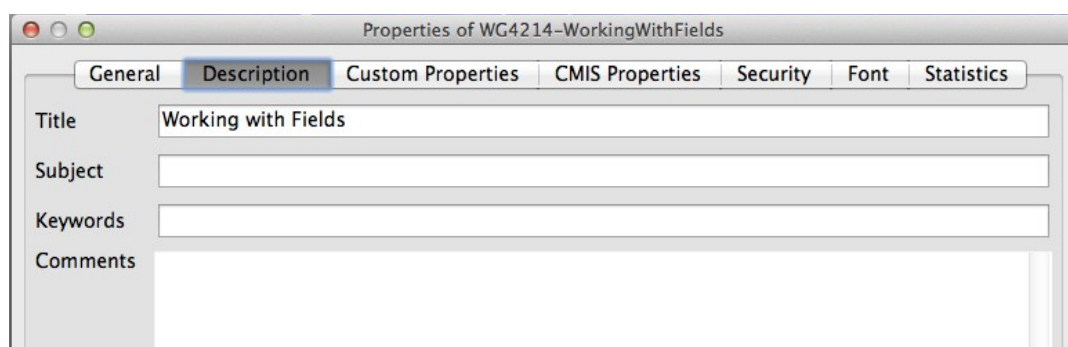 Properties of WG4214-WorkingWithFields
General Description Custom Properties CMIS Properties Security Font Statistics
Title Working with Fields
Subject
Keywords
Comments